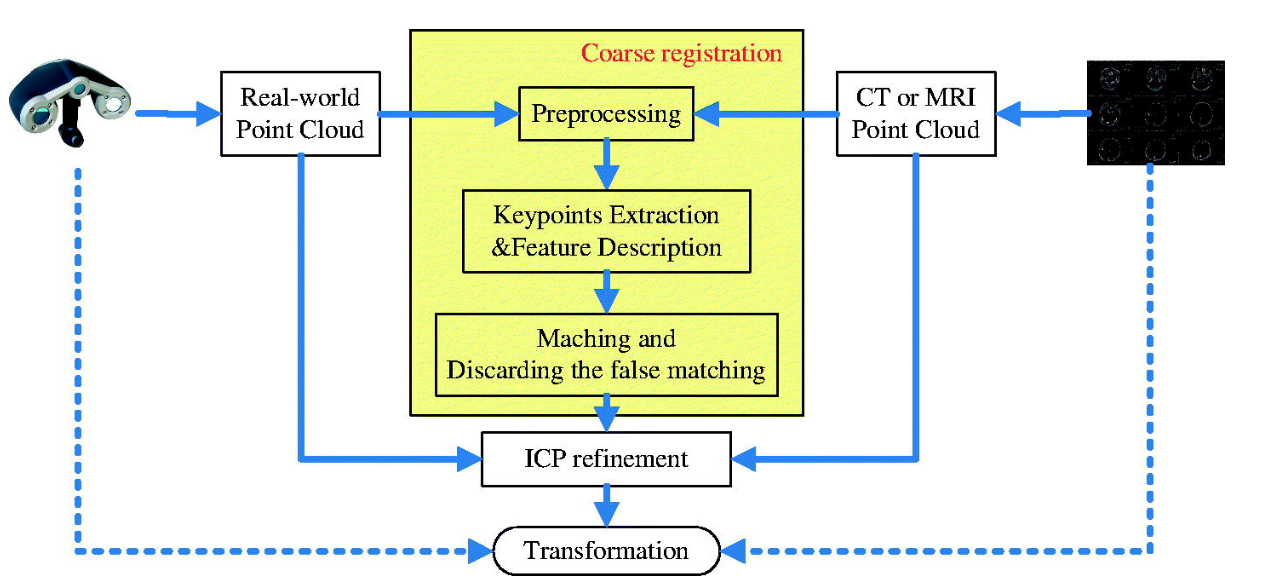 Coarse registration
Real-world
Point Cloud
Preprocessing
CT or MRI
Point Cloud
Keypoints Extraction
&Feature Description
Maching and
Discarding the false matching
ICP refinement
Transformation